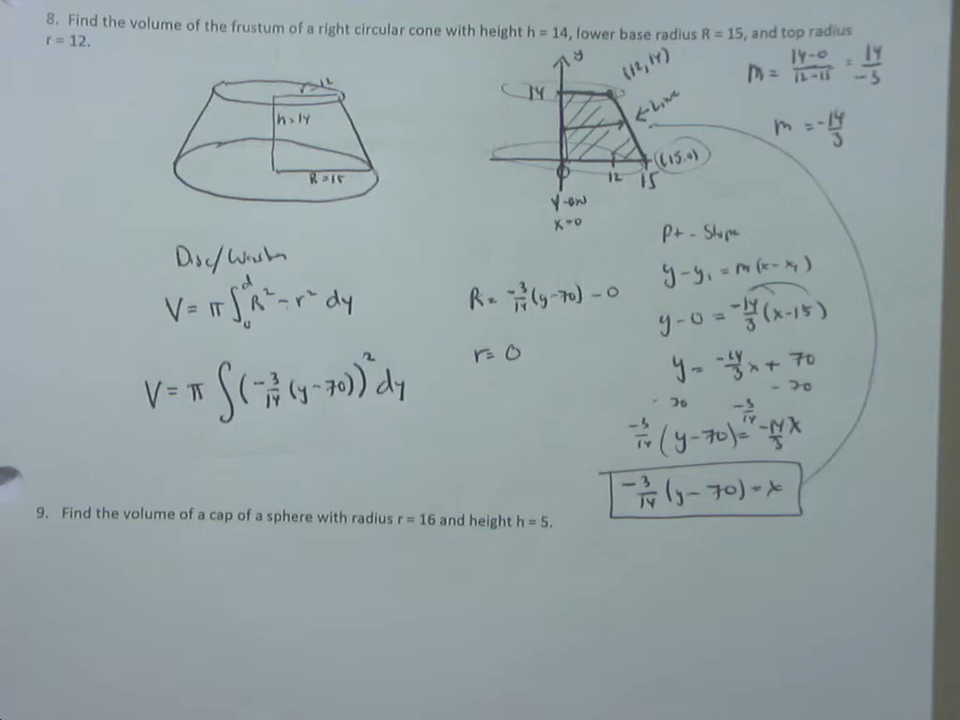 8. Find the volume of the frustum of a right circular cone with height h = 14, lower base radius R = 15, and top radius
r = 12.
12
h=14
R=15
y
(12,14)
14
← Line
(15,0)
12
15
x=0
m = 14-0/12-15 = 14/-3
m = -14/3
Disc/Washer
V = π ∫₀ᵈ R² - r² dy
V = π ∫ (-3/14 (y-70))² dy
R = -3/14 (y-70) - 0
r = 0
Pt - Slope
y - y₁ = m(x - x₁)
y - 0 = -14/3 (x-15)
y = -14/3 x + 70
-70 -70
-3/14 (y-70) = -3/14 -14/3 x
-3/14 (y-70) = x
9. Find the volume of a cap of a sphere with radius r = 16 and height h = 5.